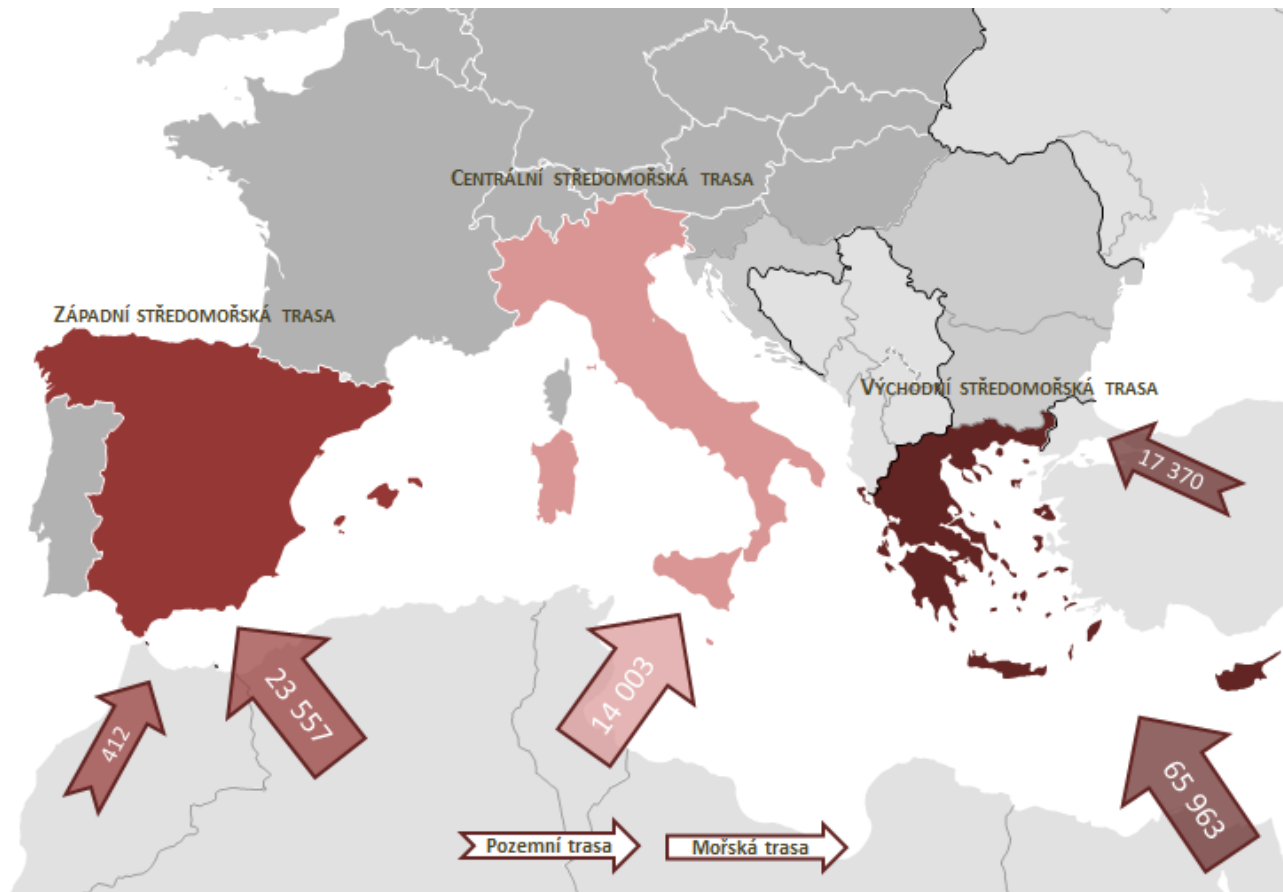 CENTRÁLNÍ STŘEDOMOŘSKÁ TRASA
ZÁPADNÍ STŘEDOMOŘSKÁ TRASA
VÝCHODNÍ STŘEDOMOŘSKÁ TRASA
17 370
23 557
14 003
412
65 963
Pozemní trasa
Mořská trasa